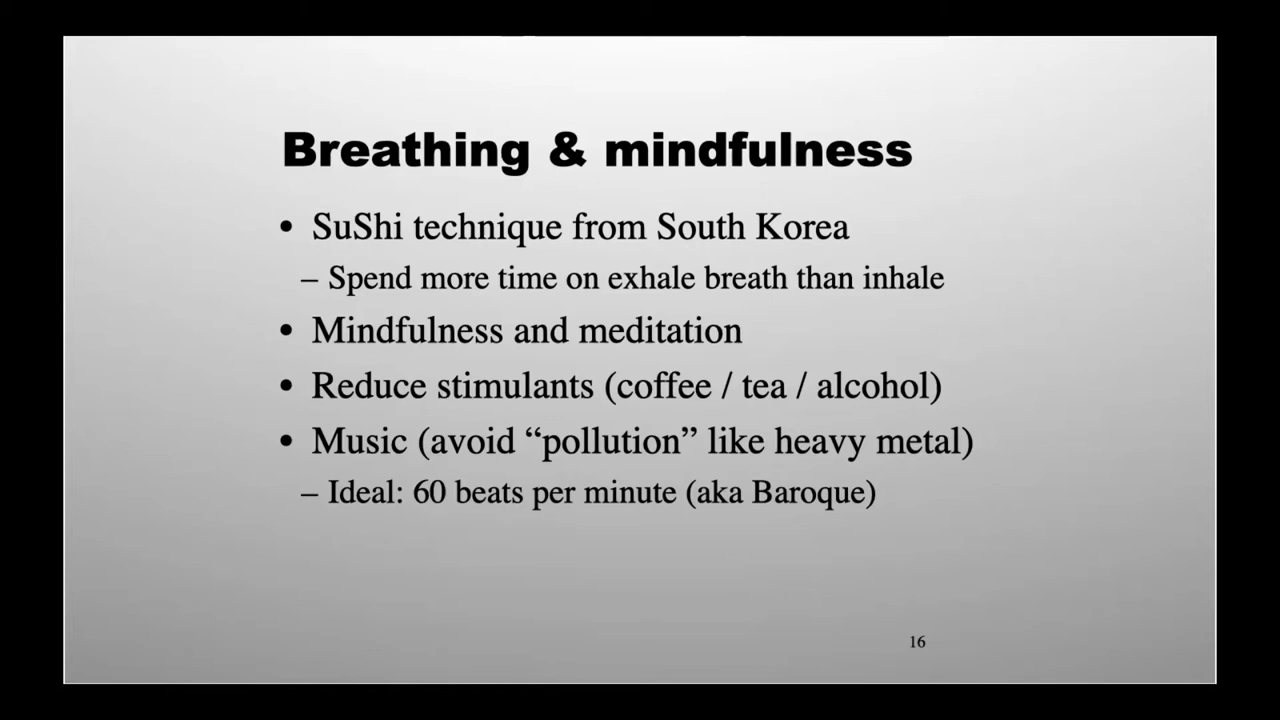 Breathing & mindfulness
• SuShi technique from South Korea
– Spend more time on exhale breath than inhale
• Mindfulness and meditation
• Reduce stimulants (coffee / tea / alcohol)
• Music (avoid “pollution” like heavy metal)
– Ideal: 60 beats per minute (aka Baroque)
16